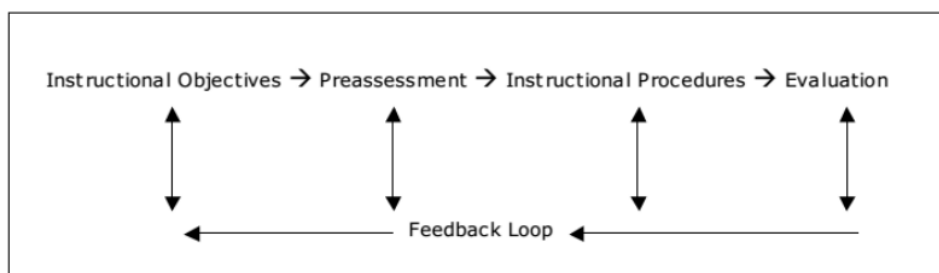 Instructional Objectives → Preassessment → Instructional Procedures → Evaluation
Feedback Loop